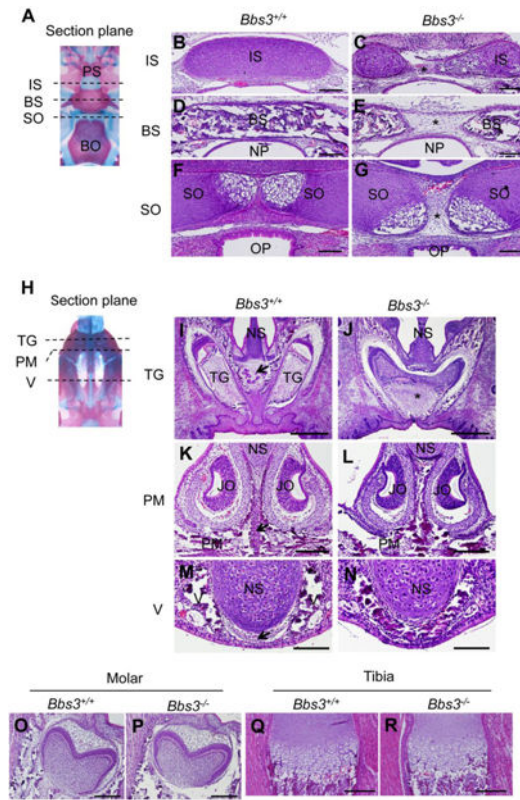 A
Section plane
Bbs3+/+
Bbs3-/-
PS
IS
BS
SO
BO
IS
B
IS
C
IS
*
BS
D
BS
NP
E
BS
*
NP
SO
F
SO
SO
OP
G
SO
SO
*
OP
H
Section plane
TG
PM
V
Bbs3+/+
Bbs3-/-
TG
I
NS
TG
TG
J
NS
*
PM
K
NS
JO
JO
PM
L
NS
JO
JO
PM
V
M
NS
V
V
N
NS
Molar
Tibia
Bbs3+/+
Bbs3-/-
Bbs3+/+
Bbs3-/-
O
P
Q
R